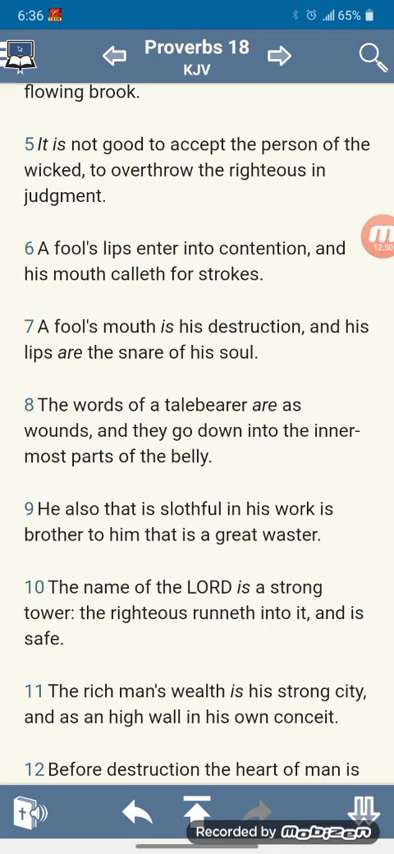 6:36
65%
Proverbs 18
KJV
flowing brook.
5 It is not good to accept the person of the
wicked, to overthrow the righteous in
judgment.
12:50
6 A fool's lips enter into contention, and
his mouth calleth for strokes.
7 A fool's mouth is his destruction, and his
lips are the snare of his soul.
8 The words of a talebearer are as
wounds, and they go down into the inner-
most parts of the belly.
9 He also that is slothful in his work is
brother to him that is a great waster.
10 The name of the LORD is a strong
tower: the righteous runneth into it, and is
safe.
11 The rich man's wealth is his strong city,
and as an high wall in his own conceit.
12 Before destruction the heart of man is
Recorded by mobizen